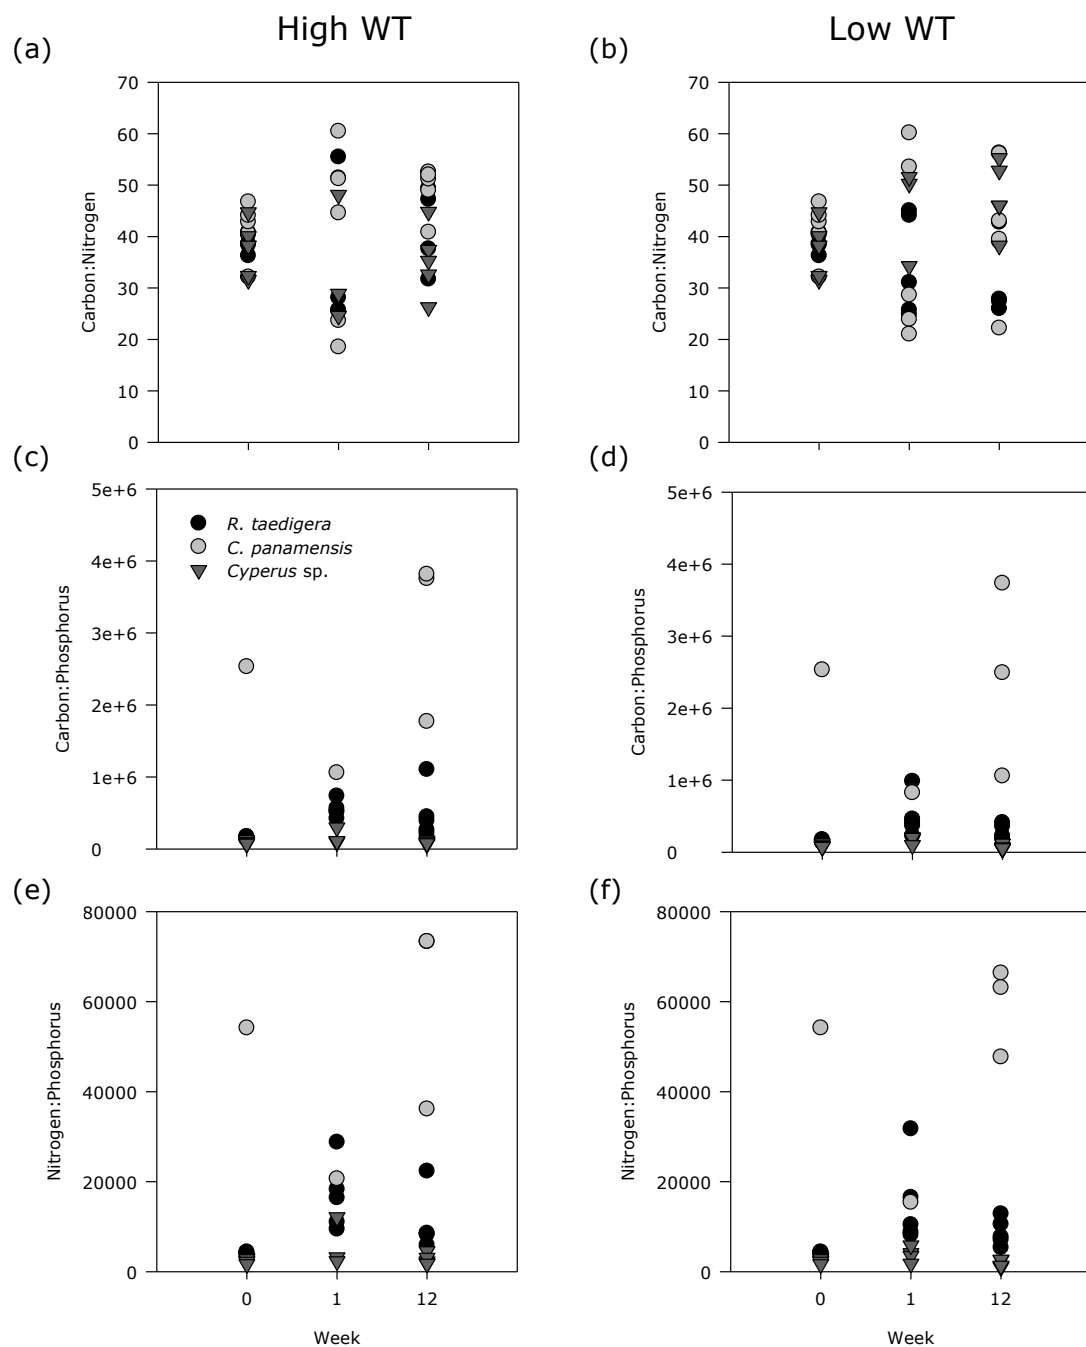 High WT
Low WT
(a)
(b)
70
60
50
40
30
20
10
0
Carbon:Nitrogen
70
60
50
40
30
20
10
0
Carbon:Nitrogen
(c)
(d)
5e+6
4e+6
3e+6
2e+6
1e+6
0
Carbon:Phosphorus
R. taedigera
C. panamensis
Cyperus sp.
5e+6
4e+6
3e+6
2e+6
1e+6
0
Carbon:Phosphorus
(e)
(f)
80000
60000
40000
20000
0
Nitrogen:Phosphorus
0 1 12
Week
80000
60000
40000
20000
0
Nitrogen:Phosphorus
0 1 12
Week